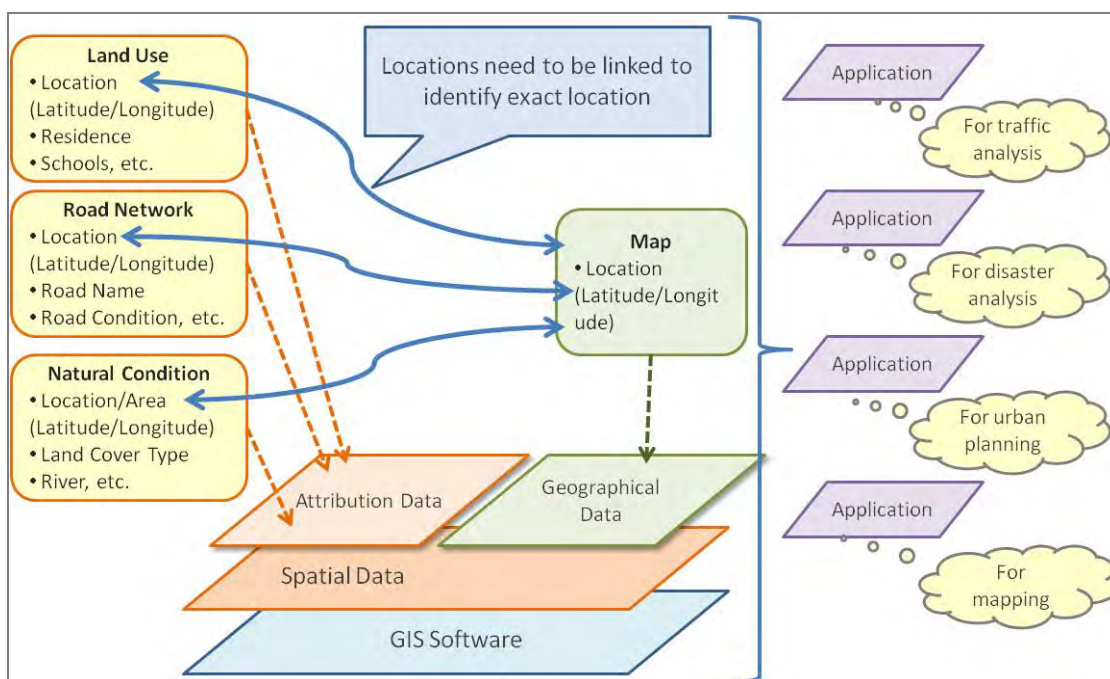 Land Use
• Location
(Latitude/Longitude)
• Residence
• Schools, etc.
Road Network
• Location
(Latitude/Longitude)
• Road Name
• Road Condition, etc.
Natural Condition
• Location/Area
(Latitude/Longitude)
• Land Cover Type
• River, etc.
Locations need to be linked to
identify exact location
Map
• Location
(Latitude/Longit
ude)
Attribution Data
Geographical
Data
Spatial Data
GIS Software
Application
For traffic
analysis
Application
For disaster
analysis
Application
For urban
planning
Application
For
mapping